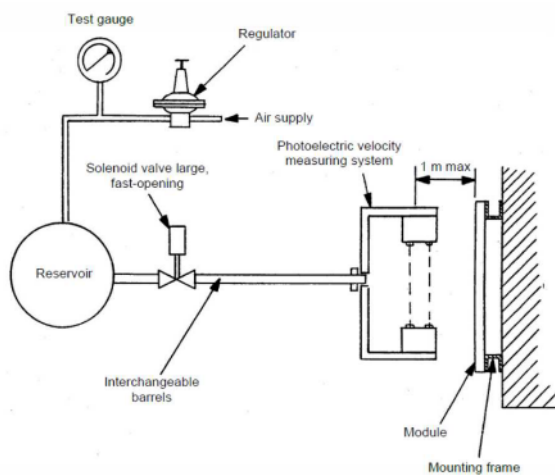 Test gauge
Regulator
Air supply
Photoelectric velocity
measuring system
1 m max
Solenoid valve large,
fast-opening
Reservoir
Interchangeable
barrels
Module
Mounting frame